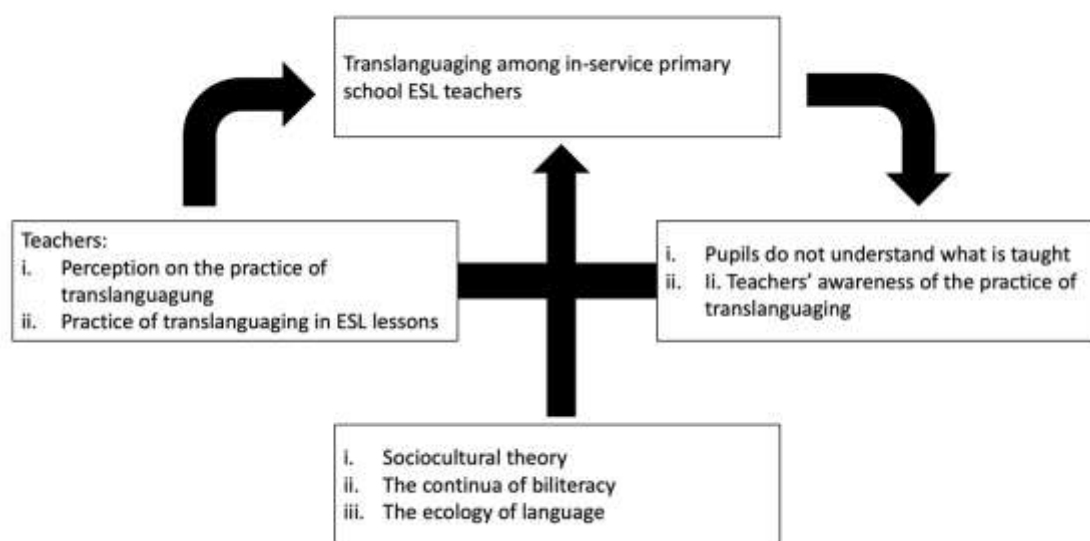 Translanguaging among in-service primary
school ESL teachers
Teachers:
i. Perception on the practice of
translanguagung
ii. Practice of translanguaging in ESL lessons
i. Pupils do not understand what is taught
ii. Ii. Teachers' awareness of the practice of
translanguaging
i. Sociocultural theory
ii. The continua of biliteracy
iii. The ecology of language